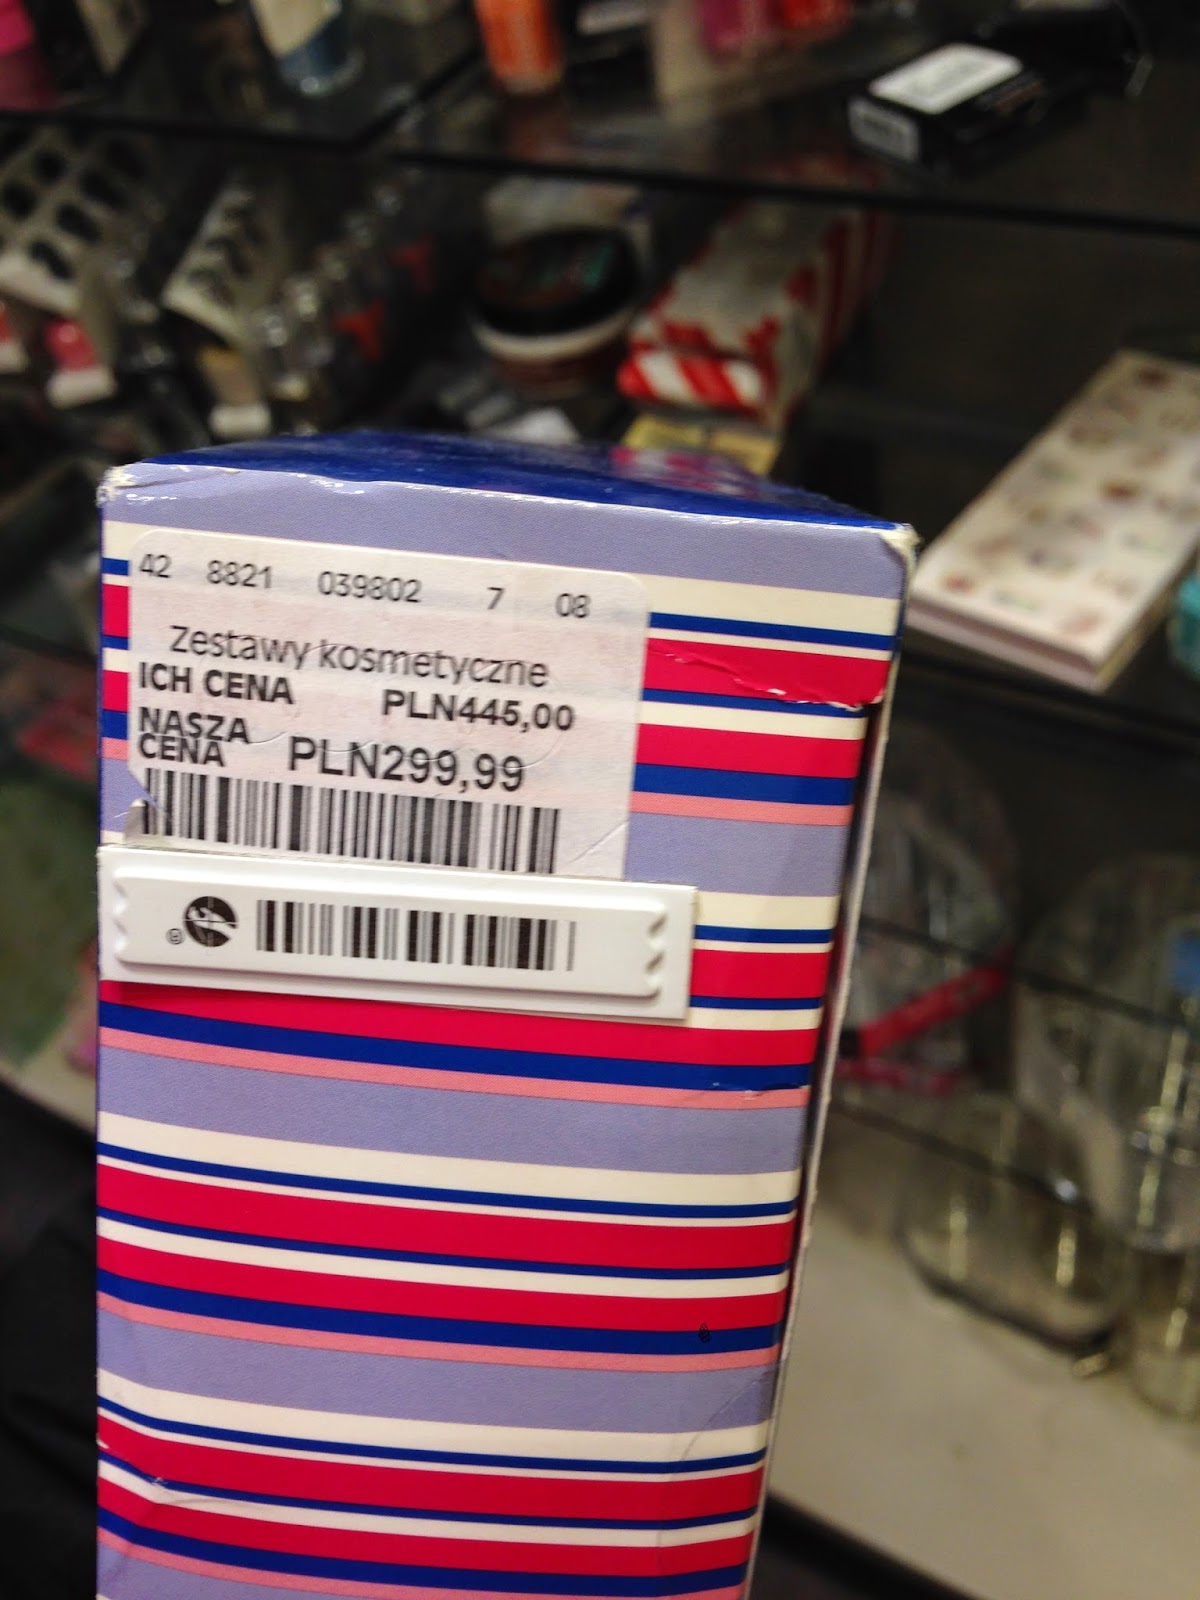 42 8821 039802 7 08
Zestawy kosmetyczne
ICH CENA PLN445,00
NASZA
CENA PLN299,99
®